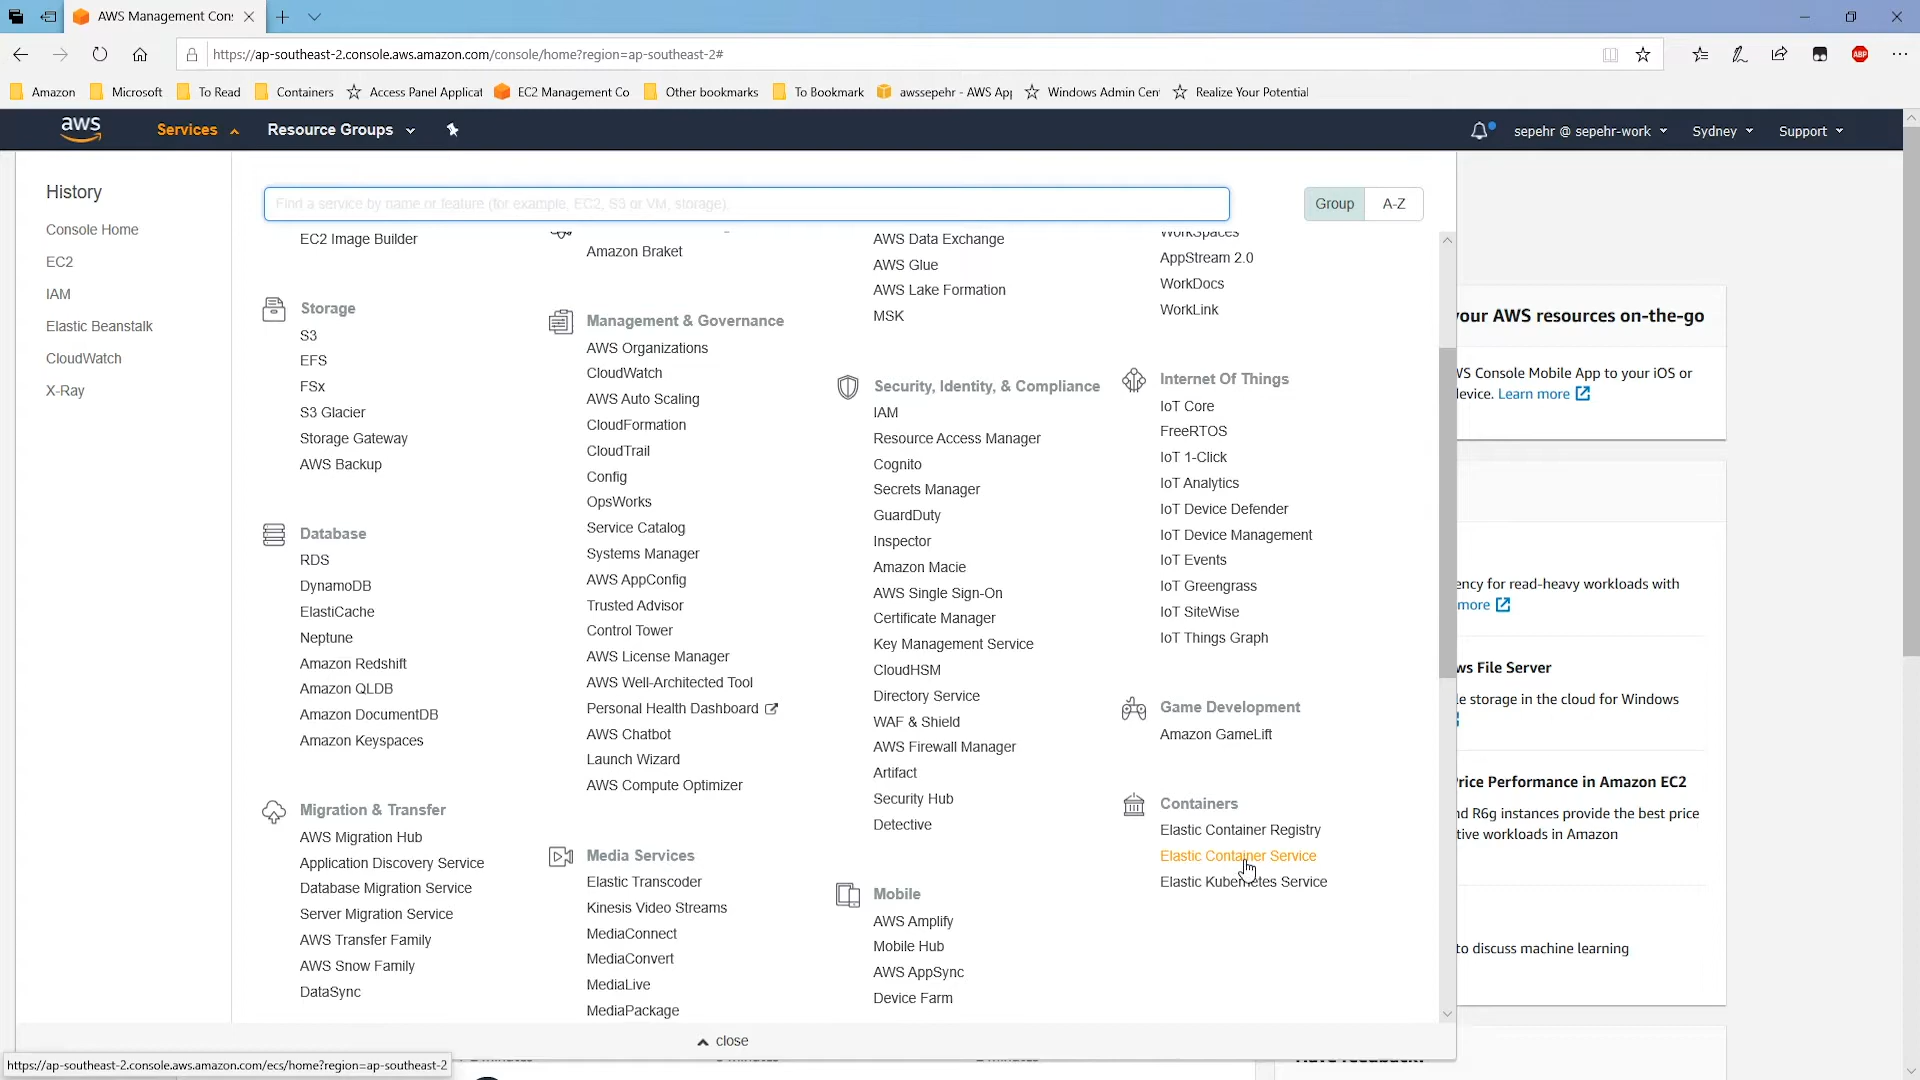 AWS Management Con:
https://ap-southeast-2.console.aws.amazon.com/console/home?region=ap-southeast-2#
ABP
Amazon
Microsoft
To Read
Containers
Access Panel Applicat
EC2 Management Co
Other bookmarks
To Bookmark
awssepehr - AWS App
Windows Admin Cen
Realize Your Potential
aws
Services
Resource Groups
sepehr @ sepehr-work
Sydney
Support
History
Console Home
EC2
IAM
Elastic Beanstalk
CloudWatch
X-Ray
Find a service by name or feature (for example, EC2, S3 or VM, storage).
Group
A-Z
EC2 Image Builder
Storage
S3
EFS
FSx
S3 Glacier
Storage Gateway
AWS Backup
Database
RDS
DynamoDB
ElastiCache
Neptune
Amazon Redshift
Amazon QLDB
Amazon DocumentDB
Amazon Keyspaces
Migration & Transfer
AWS Migration Hub
Application Discovery Service
Database Migration Service
Server Migration Service
AWS Transfer Family
AWS Snow Family
DataSync
Amazon Braket
Management & Governance
AWS Organizations
CloudWatch
AWS Auto Scaling
CloudFormation
CloudTrail
Config
OpsWorks
Service Catalog
Systems Manager
AWS AppConfig
Trusted Advisor
Control Tower
AWS License Manager
AWS Well-Architected Tool
Personal Health Dashboard
AWS Chatbot
Launch Wizard
AWS Compute Optimizer
Media Services
Elastic Transcoder
Kinesis Video Streams
MediaConnect
MediaConvert
MediaLive
MediaPackage
AWS Data Exchange
AWS Glue
AWS Lake Formation
MSK
Security, Identity, & Compliance
IAM
Resource Access Manager
Cognito
Secrets Manager
GuardDuty
Inspector
Amazon Macie
AWS Single Sign-On
Certificate Manager
Key Management Service
CloudHSM
Directory Service
WAF & Shield
AWS Firewall Manager
Artifact
Security Hub
Detective
Mobile
AWS Amplify
Mobile Hub
AWS AppSync
Device Farm
WorkSpaces
AppStream 2.0
WorkDocs
WorkLink
Internet Of Things
IoT Core
FreeRTOS
IoT 1-Click
IoT Analytics
IoT Device Defender
IoT Device Management
IoT Events
IoT Greengrass
IoT SiteWise
IoT Things Graph
Game Development
Amazon GameLift
Containers
Elastic Container Registry
Elastic Container Service
Elastic Kubernetes Service
your AWS resources on-the-go
WS Console Mobile App to your iOS or
device. Learn more
ency for read-heavy workloads with
more
ws File Server
le storage in the cloud for Windows
Price Performance in Amazon EC2
nd R6g instances provide the best price
tive workloads in Amazon
to discuss machine learning
close
https://ap-southeast-2.console.aws.amazon.com/ecs/home?region=ap-southeast-2